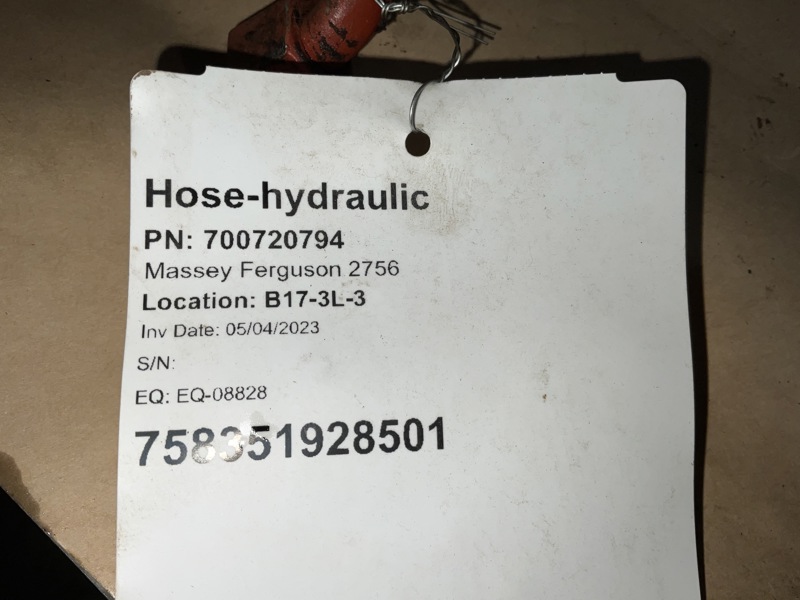 Hose-hydraulic
PN: 700720794
Massey Ferguson 2756
Location: B17-3L-3
Inv Date: 05/04/2023
S/N:
EQ: EQ-08828
758351928501